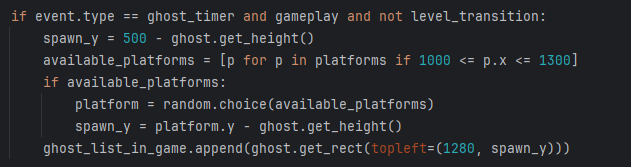 if event.type == ghost_timer and gameplay and not level_transition:
    spawn_y = 500 - ghost.get_height()
    available_platforms = [p for p in platforms if 1000 <= p.x <= 1300]
    if available_platforms:
        platform = random.choice(available_platforms)
        spawn_y = platform.y - ghost.get_height()
    ghost_list_in_game.append(ghost.get_rect(topleft=(1280, spawn_y)))